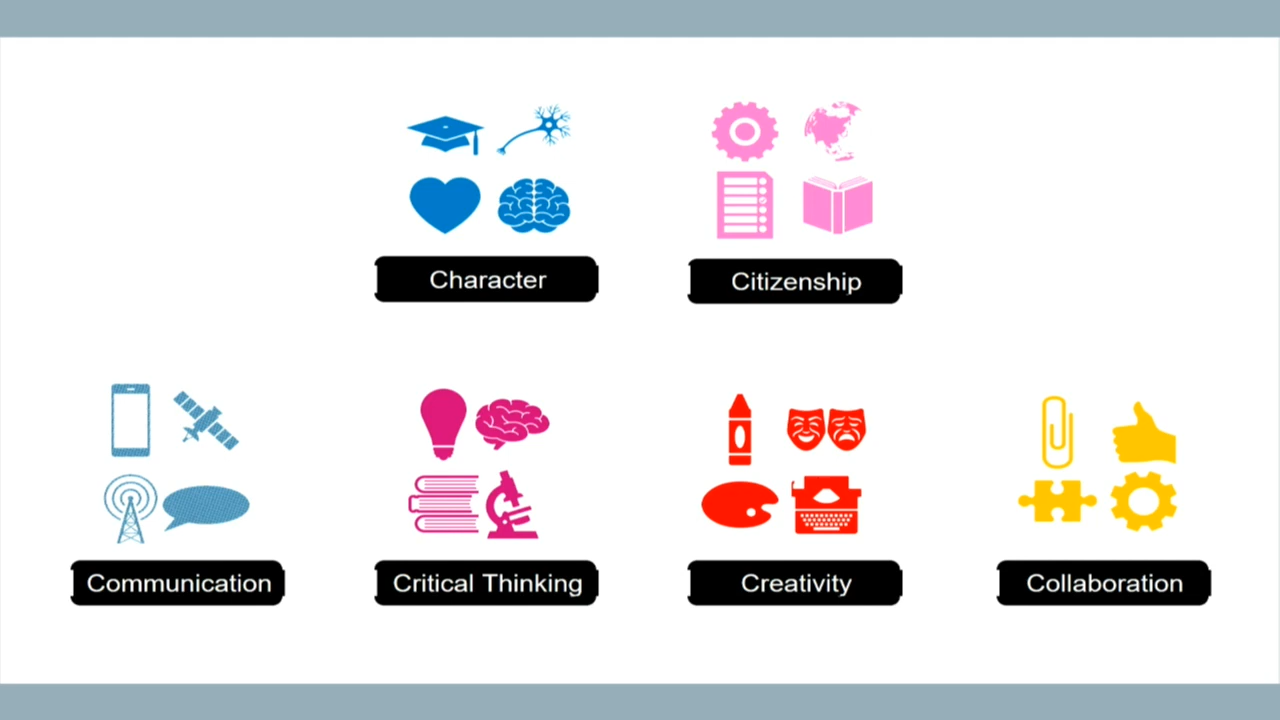 Character
Citizenship
Communication
Critical Thinking
Creativity
Collaboration